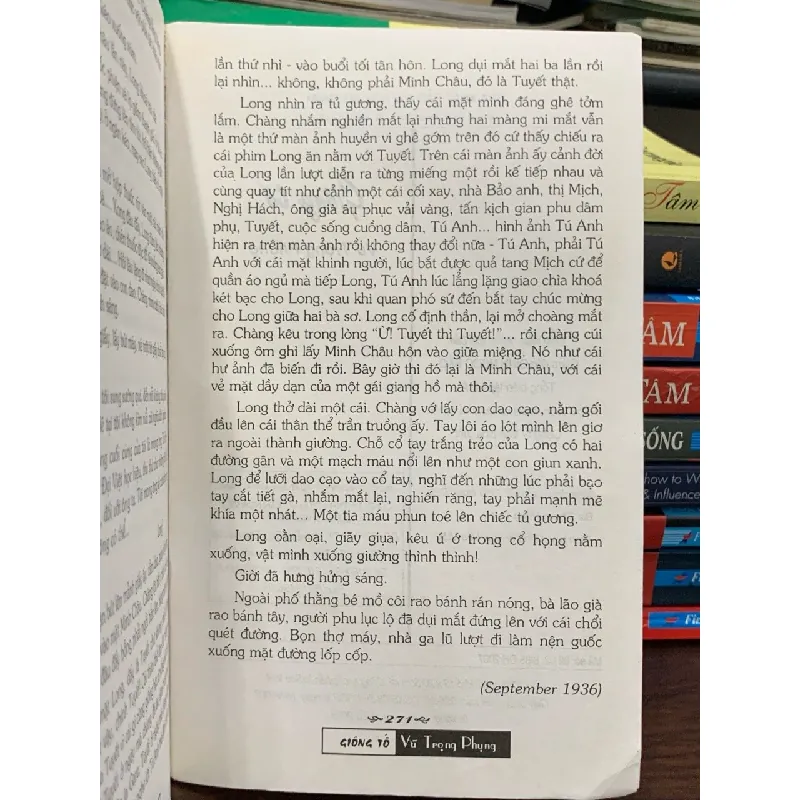 lần thứ nhì - vào buổi tối tân hôn. Long dụi mắt hai ba lần rồi
lại nhìn... không, không phải Minh Châu, đó là Tuyết thật.
Long nhìn ra tủ gương, thấy cái mặt mình đáng ghê tởm
lắm. Chàng nhắm nghiền mắt lại nhưng hai màng mi mắt vẫn
là một thứ màn ảnh huyền vi ghê gớm trên đó cứ thấy chiếu ra
cái phim Long ăn nằm với Tuyết. Trên cái màn ảnh ấy cảnh đời
của Long lần lượt diễn ra từng miếng một rồi kế tiếp nhau và
cùng quay tít như cảnh một cái cối xay, nhà Bảo anh, thị Mịch,
Nghị Hách, ông già âu phục vải vàng, tấn kịch gian phu dâm
phụ, Tuyết, cuộc sống cuồng dâm, Tú Anh... hình ảnh Tú Anh
hiện ra trên màn ảnh rồi không thay đổi nữa - Tú Anh, phải Tú
Anh với cái mặt khinh người, lúc bắt được quả tang Mịch cứ để
quần áo ngủ mà tiếp Long, Tú Anh lúc lẳng lặng giao chìa khoá
két bạc cho Long, sau khi quan phó sứ đến bắt tay chúc mừng
cho Long giữa hai bà sơ. Long cố định thần, lại mở choàng mắt
ra. Chàng kêu trong lòng "Ừ! Tuyết thì Tuyết!"... rồi chàng cúi
xuống ôm ghì lấy Minh Châu hôn vào giữa miệng. Nó như cái
hư ảnh đã biến đi rồi. Bây giờ thì đó lại là Minh Châu, với cái
vẻ mặt dầy dạn của một gái giang hồ mà thôi.
Long thở dài một cái. Chàng vớ lấy con dao cạo, nằm gối
đầu lên cái thân thể trần truồng ấy. Tay lôi áo lót mình lên giơ
ra ngoài thành giường. Chỗ cổ tay trắng trẻo của Long có hai
đường gân và một mạch máu nổi lên như một con giun xanh.
Long để lưỡi dao cạo vào cổ tay, nghĩ đến những lúc phải bạo
tay cắt tiết gà, nhắm mắt lại, nghiến răng, tay phải mạnh mẽ
khía một nhát... Một tia máu phun toé lên chiếc tủ gương.
Long oằn oại, giãy giụa, kêu ú ớ trong cổ họng nằm
xuống, vật mình xuống giường thình thình!
Giời đã hưng hửng sáng.
Ngoài phố thằng bé mồ côi rao bánh rán nóng, bà lão già
rao bánh tây, người phu lục lộ đã dụi mắt đứng lên với cái chổi
quét đường. Bọn thợ máy, nhà ga lũ lượt đi làm nện guốc
xuống mặt đường lốp cốp.
(September 1936)
271
GIÔNG TỐ Vũ Trọng Phụng
Tâm
TÂM
TÂM
SỐNG
how to W
& Influence